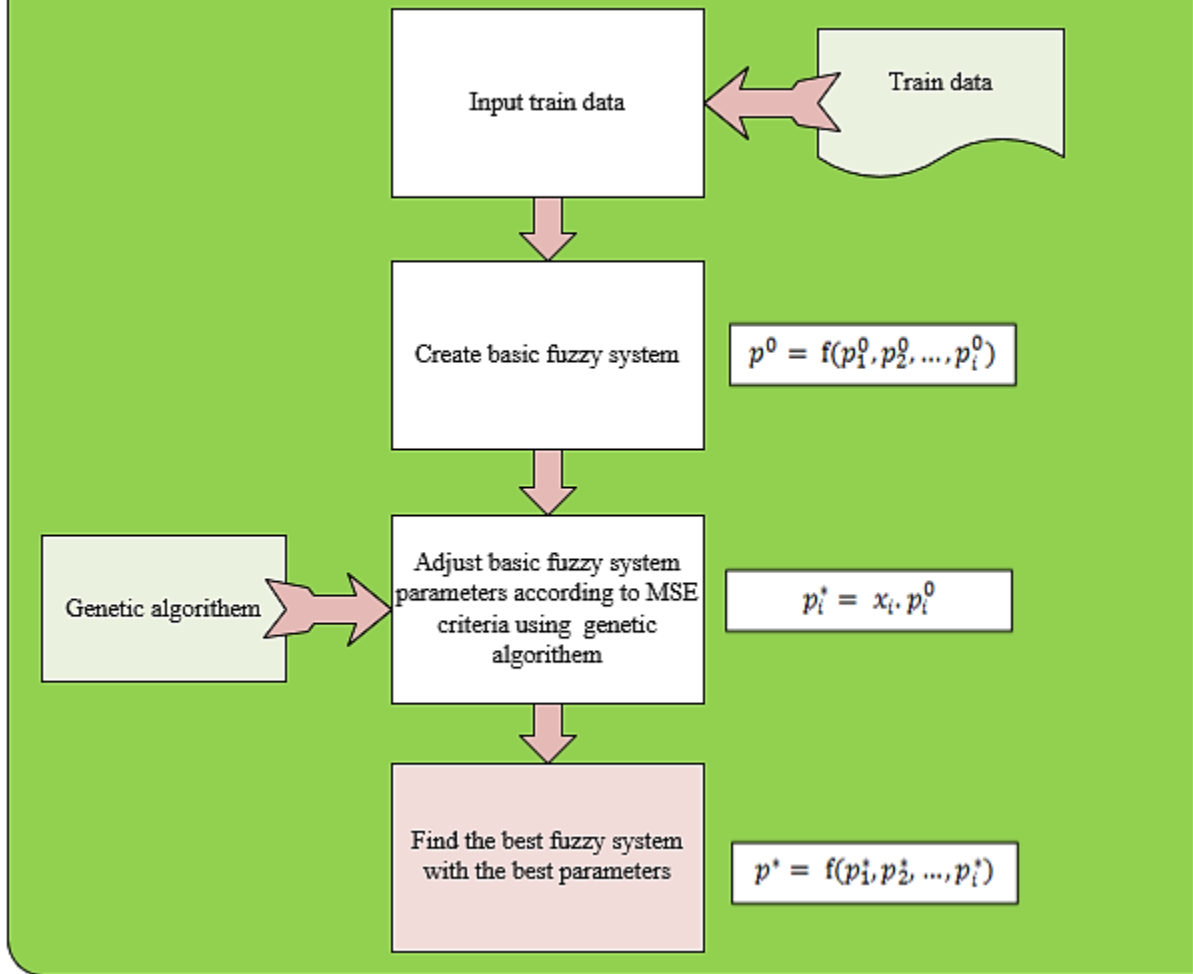 Input train data
Train data
Create basic fuzzy system
p⁰ = f(p₁⁰, p₂⁰, ..., pᵢ⁰)
Genetic algorithem
Adjust basic fuzzy system
parameters according to MSE
criteria using genetic
algorithem
pᵢ* = xᵢ. pᵢ⁰
Find the best fuzzy system
with the best parameters
p* = f(p₁*, p₂*, ..., pᵢ*)